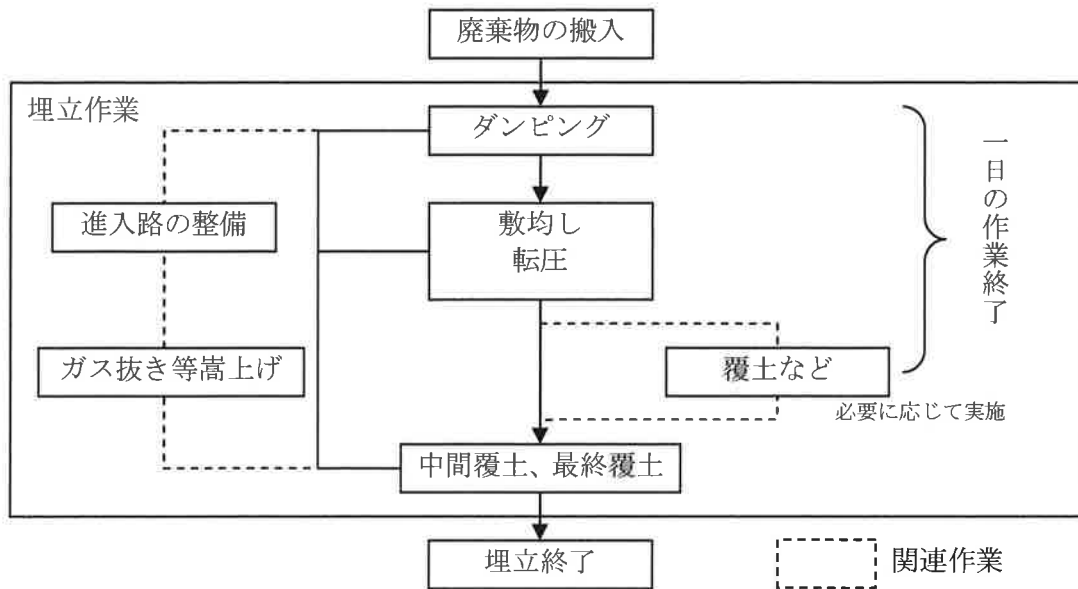 廃棄物の搬入
埋立作業
ダンピング
一日の作業終了
進入路の整備
敷均し
転圧
ガス抜き等嵩上げ
覆土など
必要に応じて実施
中間覆土、最終覆土
埋立終了
関連作業